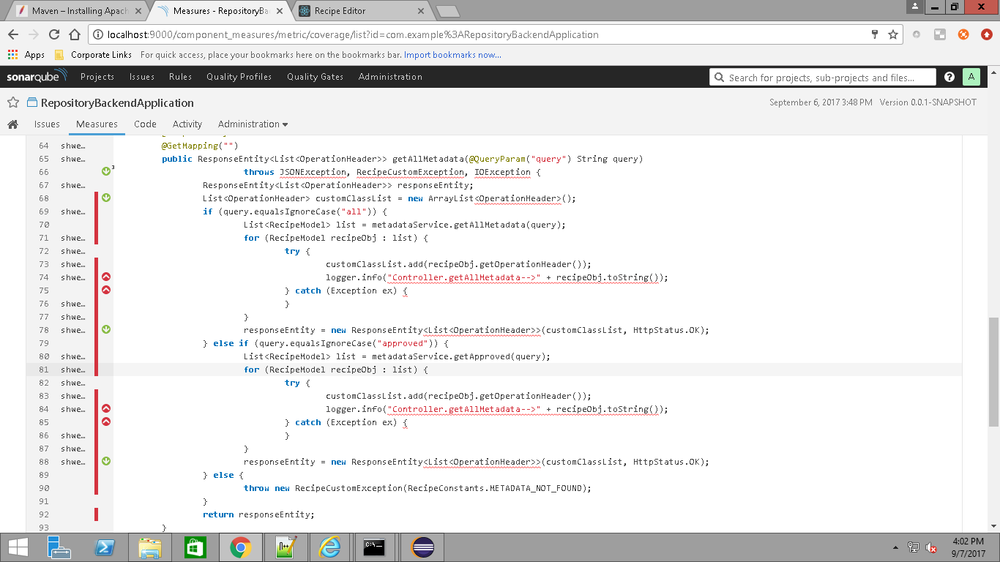 Maven – Installing Apach
Measures - RepositoryBa
Recipe Editor
localhost:9000/component_measures/metric/coverage/list?id=com.example%3ARepositoryBackendApplication
Apps Corporate Links For quick access, place your bookmarks here on the bookmarks bar. Import bookmarks now...
sonarqube Projects Issues Rules Quality Profiles Quality Gates Administration Search for projects, sub-projects and files... ? A
RepositoryBackendApplication September 6, 2017 3:48 PM Version 0.0.1-SNAPSHOT
Issues Measures Code Activity Administration
64 shwe… @GetMapping("")
65 shwe… public ResponseEntity<List<OperationHeader>> getAllMetadata(@QueryParam("query") String query)
66 3 throws JSONException, RecipeCustomException, IOException {
67 shwe… ResponseEntity<List<OperationHeader>> responseEntity;
68 List<OperationHeader> customClassList = new ArrayList<OperationHeader>();
69 shwe… if (query.equalsIgnoreCase("all")) {
70 List<RecipeModel> list = metadataService.getAllMetadata(query);
71 shwe… for (RecipeModel recipeObj : list) {
72 shwe… try {
73 shwe… customClassList.add(recipeObj.getOperationHeader());
74 shwe… logger.info("Controller.getAllMetadata-->" + recipeObj.toString());
75 } catch (Exception ex) {
76 shwe… }
77 shwe… }
78 shwe… responseEntity = new ResponseEntity<List<OperationHeader>>(customClassList, HttpStatus.OK);
79 } else if (query.equalsIgnoreCase("approved")) {
80 shwe… List<RecipeModel> list = metadataService.getApproved(query);
81 shwe… for (RecipeModel recipeObj : list) {
82 shwe… try {
83 shwe… customClassList.add(recipeObj.getOperationHeader());
84 shwe… logger.info("Controller.getAllMetadata-->" + recipeObj.toString());
85 } catch (Exception ex) {
86 shwe… }
87 shwe… }
88 shwe… responseEntity = new ResponseEntity<List<OperationHeader>>(customClassList, HttpStatus.OK);
89 } else {
90 throw new RecipeCustomException(RecipeConstants.METADATA_NOT_FOUND);
91 }
92 return responseEntity;
93 }
4:02 PM
9/7/2017